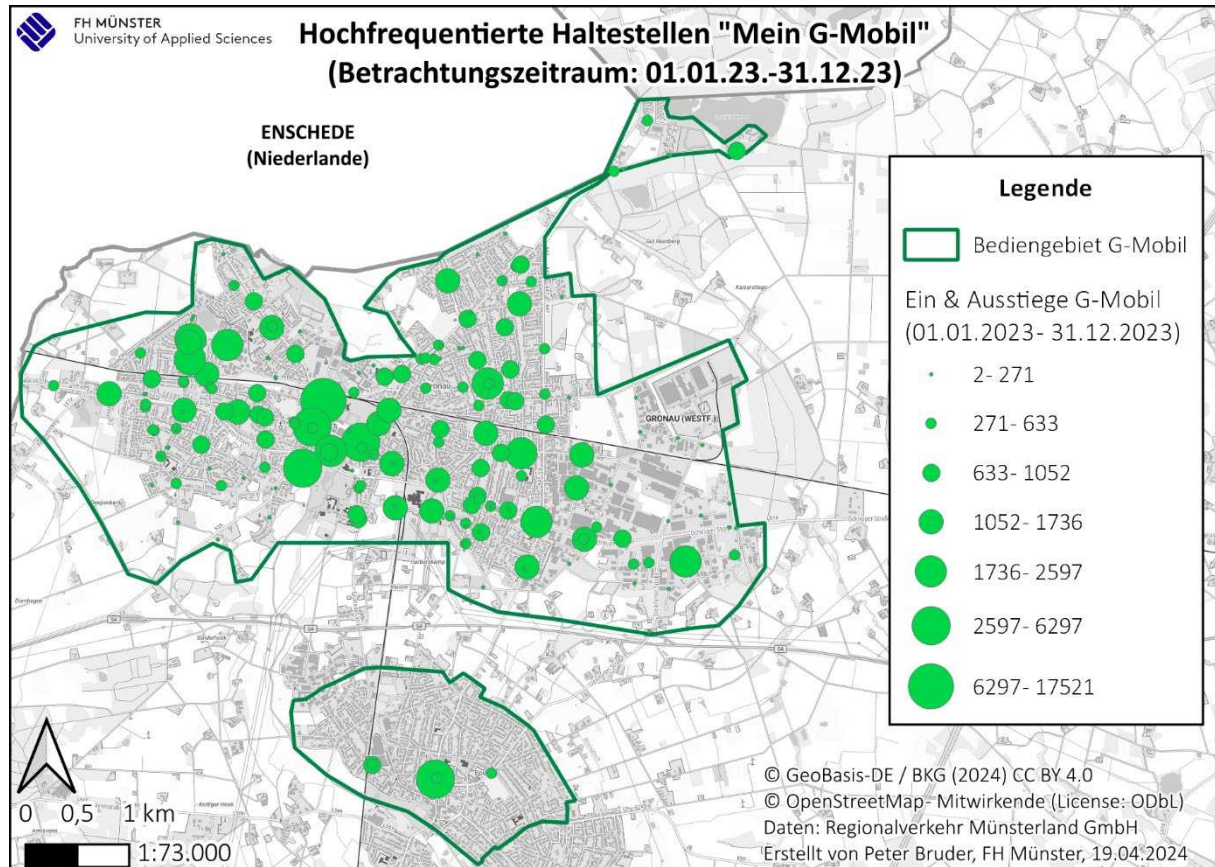 FH MÜNSTER
University of Applied Sciences
Hochfrequentierte Haltestellen "Mein G-Mobil"
(Betrachtungszeitraum: 01.01.23.-31.12.23)
ENSCHEDE
(Niederlande)
Legende
Bediengebiet G-Mobil
Ein & Ausstiege G-Mobil
(01.01.2023- 31.12.2023)
2- 271
271- 633
633- 1052
1052- 1736
1736- 2597
2597- 6297
6297- 17521
GRONAU (WESTF.)
0 0,5 1 km
1:73.000
© GeoBasis-DE / BKG (2024) CC BY 4.0
© OpenStreetMap- Mitwirkende (License: ODbL)
Daten: Regionalverkehr Münsterland GmbH
Erstellt von Peter Bruder, FH Münster, 19.04.2024